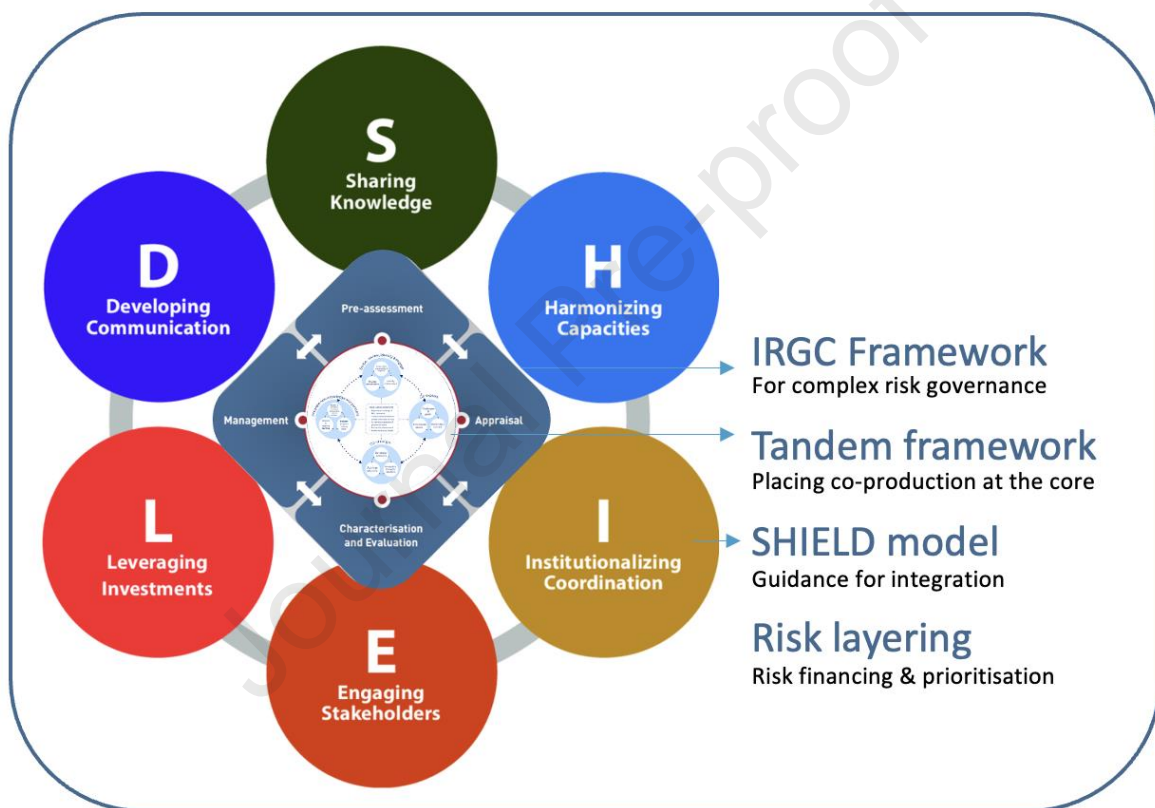 S
Sharing
Knowledge
D
Developing
Communication
H
Harmonizing
Capacities
Pre-assessment
Management
Appraisal
Characterisation
and Evaluation
L
Leveraging
Investments
I
Institutionalizing
Coordination
E
Engaging
Stakeholders
IRGC Framework
For complex risk governance
Tandem framework
Placing co-production at the core
SHIELD model
Guidance for integration
Risk layering
Risk financing & prioritisation
Journal Pre-proof